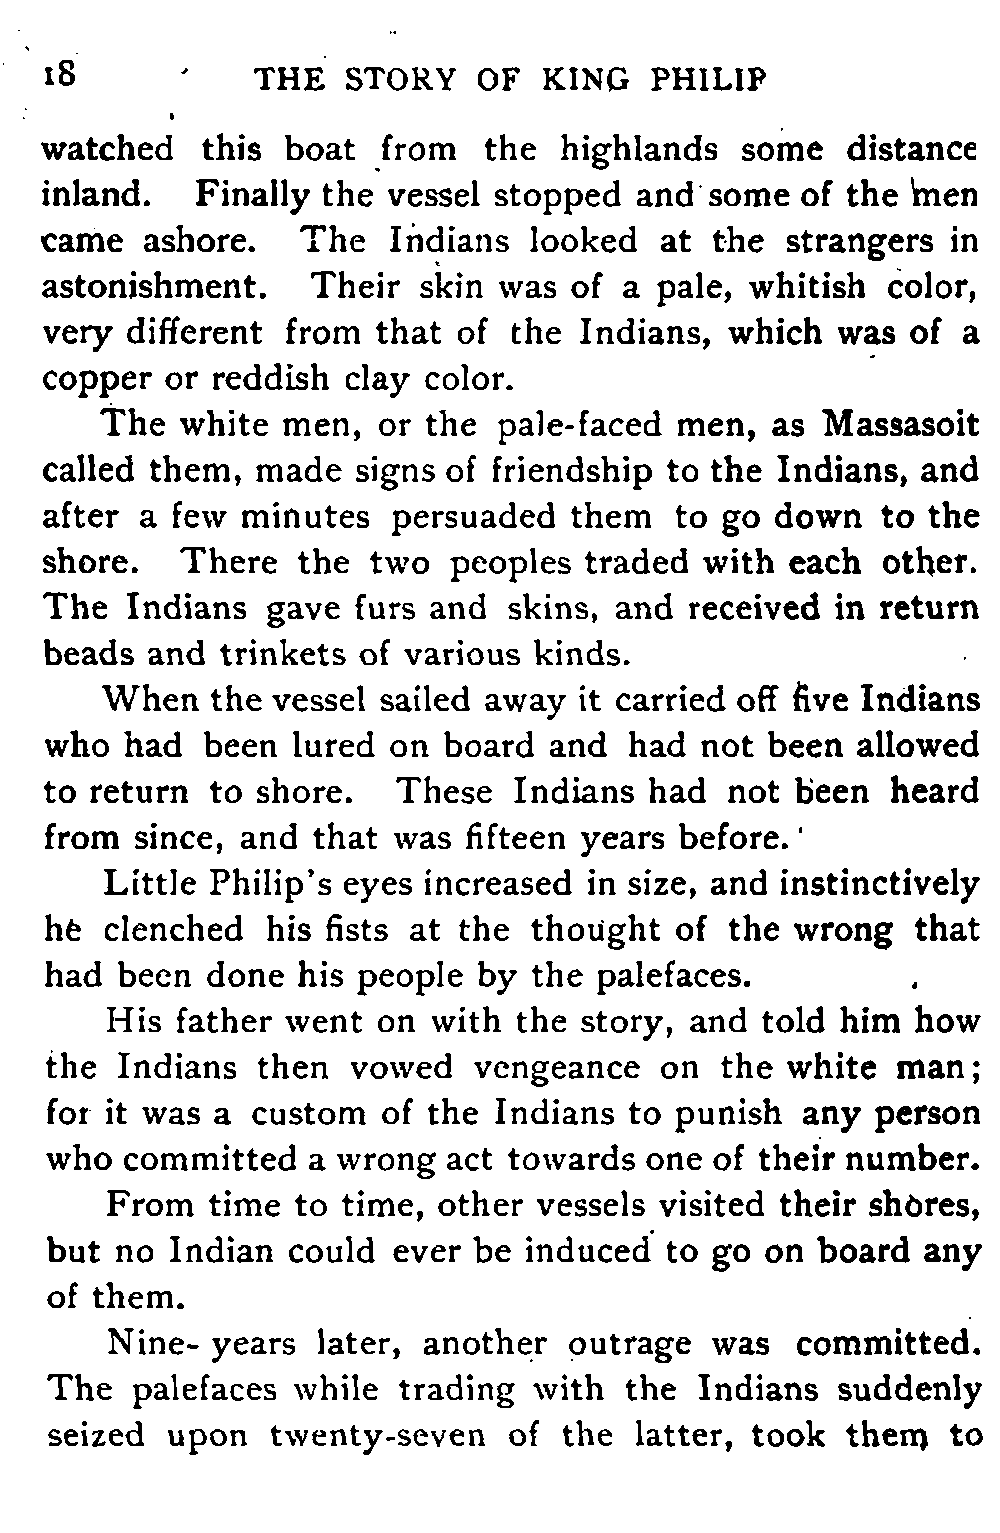 18 THE STORY OF KING PHILIP
watched this boat from the highlands some distance
inland. Finally the vessel stopped and some of the men
came ashore. The Indians looked at the strangers in
astonishment. Their skin was of a pale, whitish color,
very different from that of the Indians, which was of a
copper or reddish clay color.
The white men, or the pale-faced men, as Massasoit
called them, made signs of friendship to the Indians, and
after a few minutes persuaded them to go down to the
shore. There the two peoples traded with each other.
The Indians gave furs and skins, and received in return
beads and trinkets of various kinds.
When the vessel sailed away it carried off five Indians
who had been lured on board and had not been allowed
to return to shore. These Indians had not been heard
from since, and that was fifteen years before.
Little Philip's eyes increased in size, and instinctively
he clenched his fists at the thought of the wrong that
had been done his people by the palefaces.
His father went on with the story, and told him how
the Indians then vowed vengeance on the white man;
for it was a custom of the Indians to punish any person
who committed a wrong act towards one of their number.
From time to time, other vessels visited their shores,
but no Indian could ever be induced to go on board any
of them.
Nine- years later, another outrage was committed.
The palefaces while trading with the Indians suddenly
seized upon twenty-seven of the latter, took them to